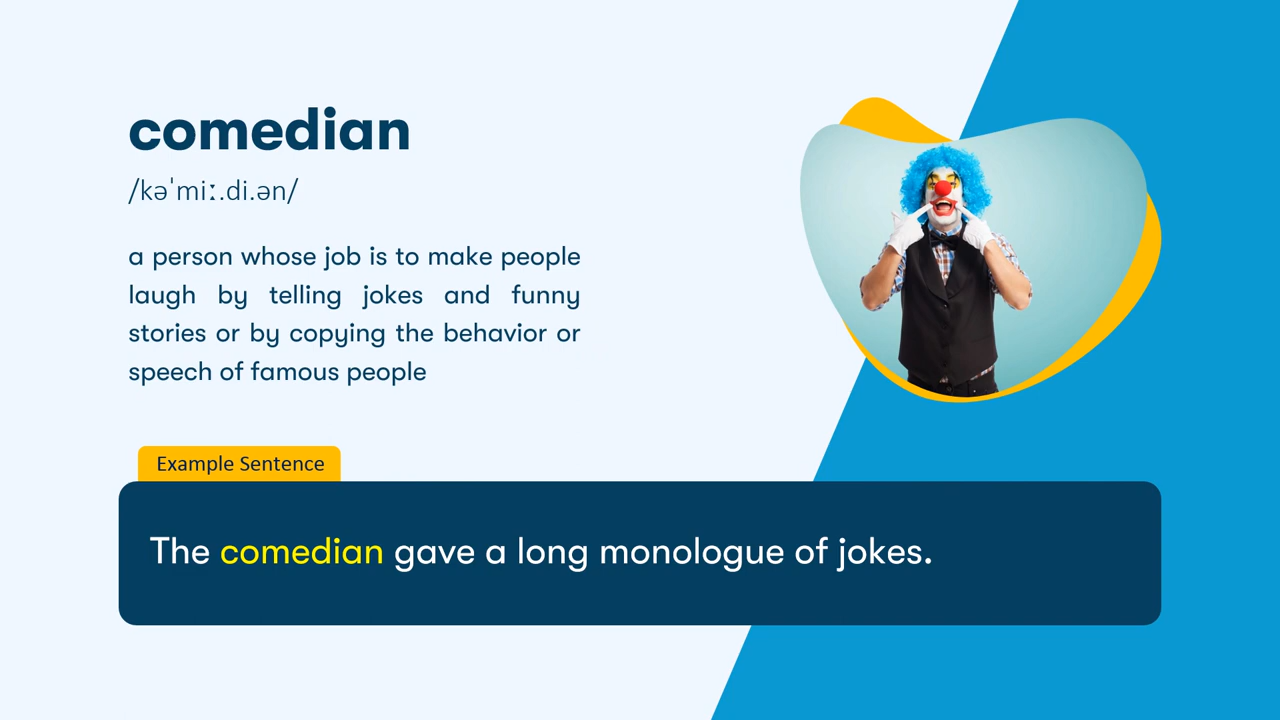 comedian
/kəˈmiː.di.ən/
a person whose job is to make people
laugh by telling jokes and funny
stories or by copying the behavior or
speech of famous people
Example Sentence
The comedian gave a long monologue of jokes.